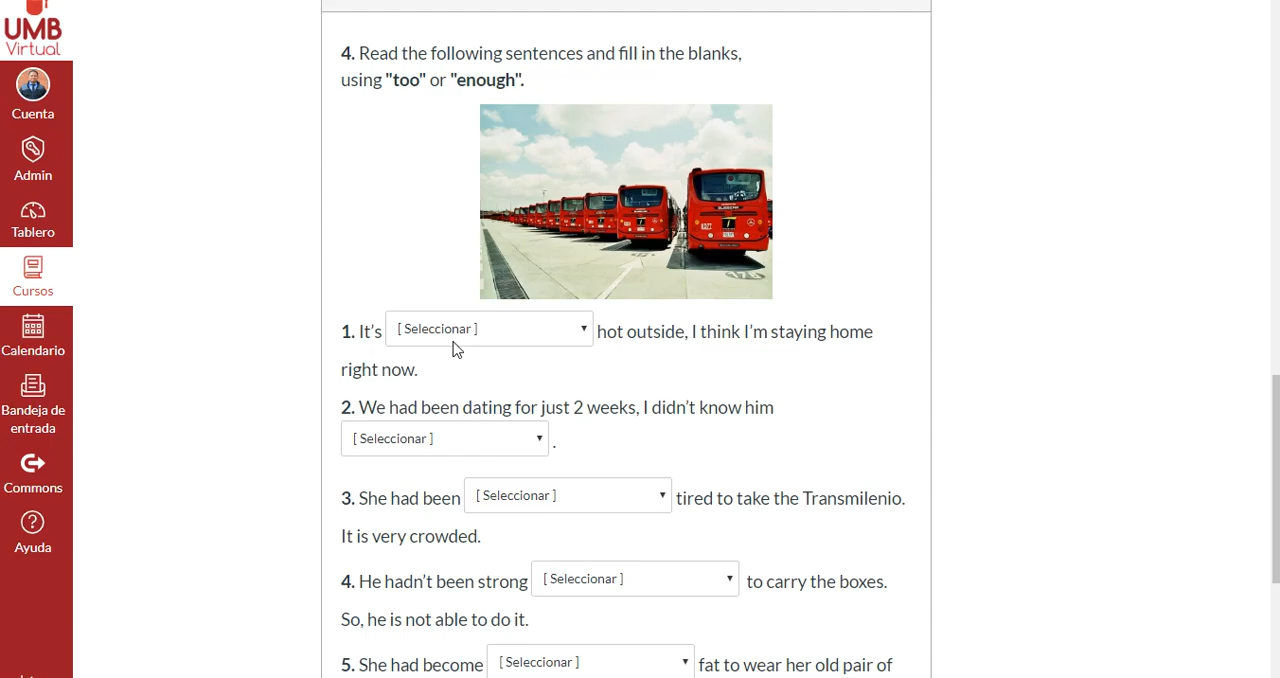 UMB
Virtual
Cuenta
Admin
Tablero
Cursos
Calendario
Bandeja de
entrada
Commons
Ayuda
4. Read the following sentences and fill in the blanks,
using "too" or "enough".
1. It's [ Seleccionar ] hot outside, I think I'm staying home
right now.
2. We had been dating for just 2 weeks, I didn't know him
[ Seleccionar ] .
3. She had been [ Seleccionar ] tired to take the Transmilenio.
It is very crowded.
4. He hadn't been strong [ Seleccionar ] to carry the boxes.
So, he is not able to do it.
5. She had become [ Seleccionar ] fat to wear her old pair of